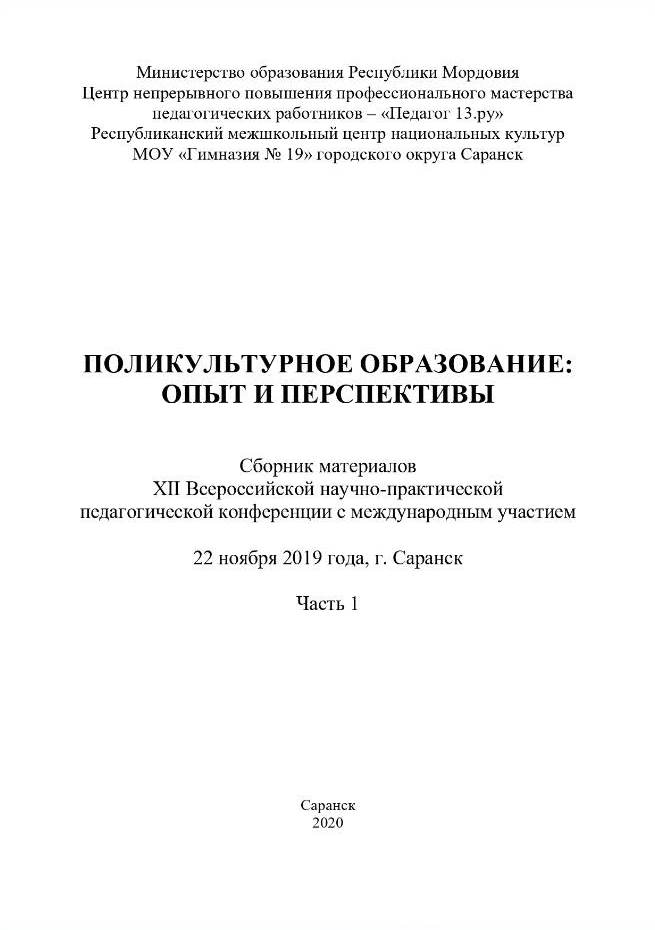 Министерство образования Республики Мордовия
Центр непрерывного повышения профессионального мастерства
педагогических работников – «Педагог 13.ру»
Республиканский межшкольный центр национальных культур
МОУ «Гимназия № 19» городского округа Саранск
ПОЛИКУЛЬТУРНОЕ ОБРАЗОВАНИЕ:
ОПЫТ И ПЕРСПЕКТИВЫ
Сборник материалов
XII Всероссийской научно-практической
педагогической конференции с международным участием
22 ноября 2019 года, г. Саранск
Часть 1
Саранск
2020